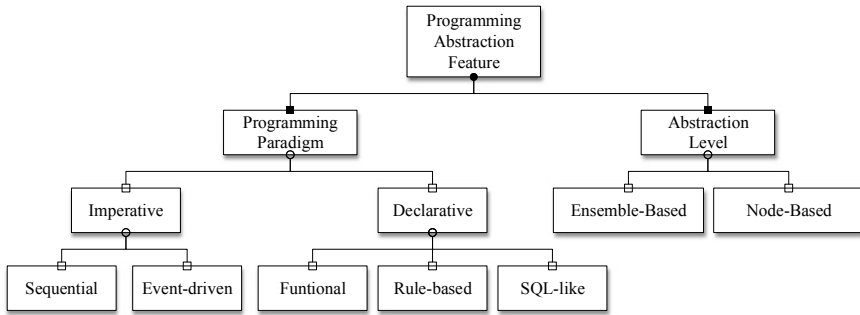 Programming
Abstraction
Feature
Programming
Paradigm
Abstraction
Level
Imperative
Declarative
Ensemble-Based
Node-Based
Sequential
Event-driven
Funtional
Rule-based
SQL-like